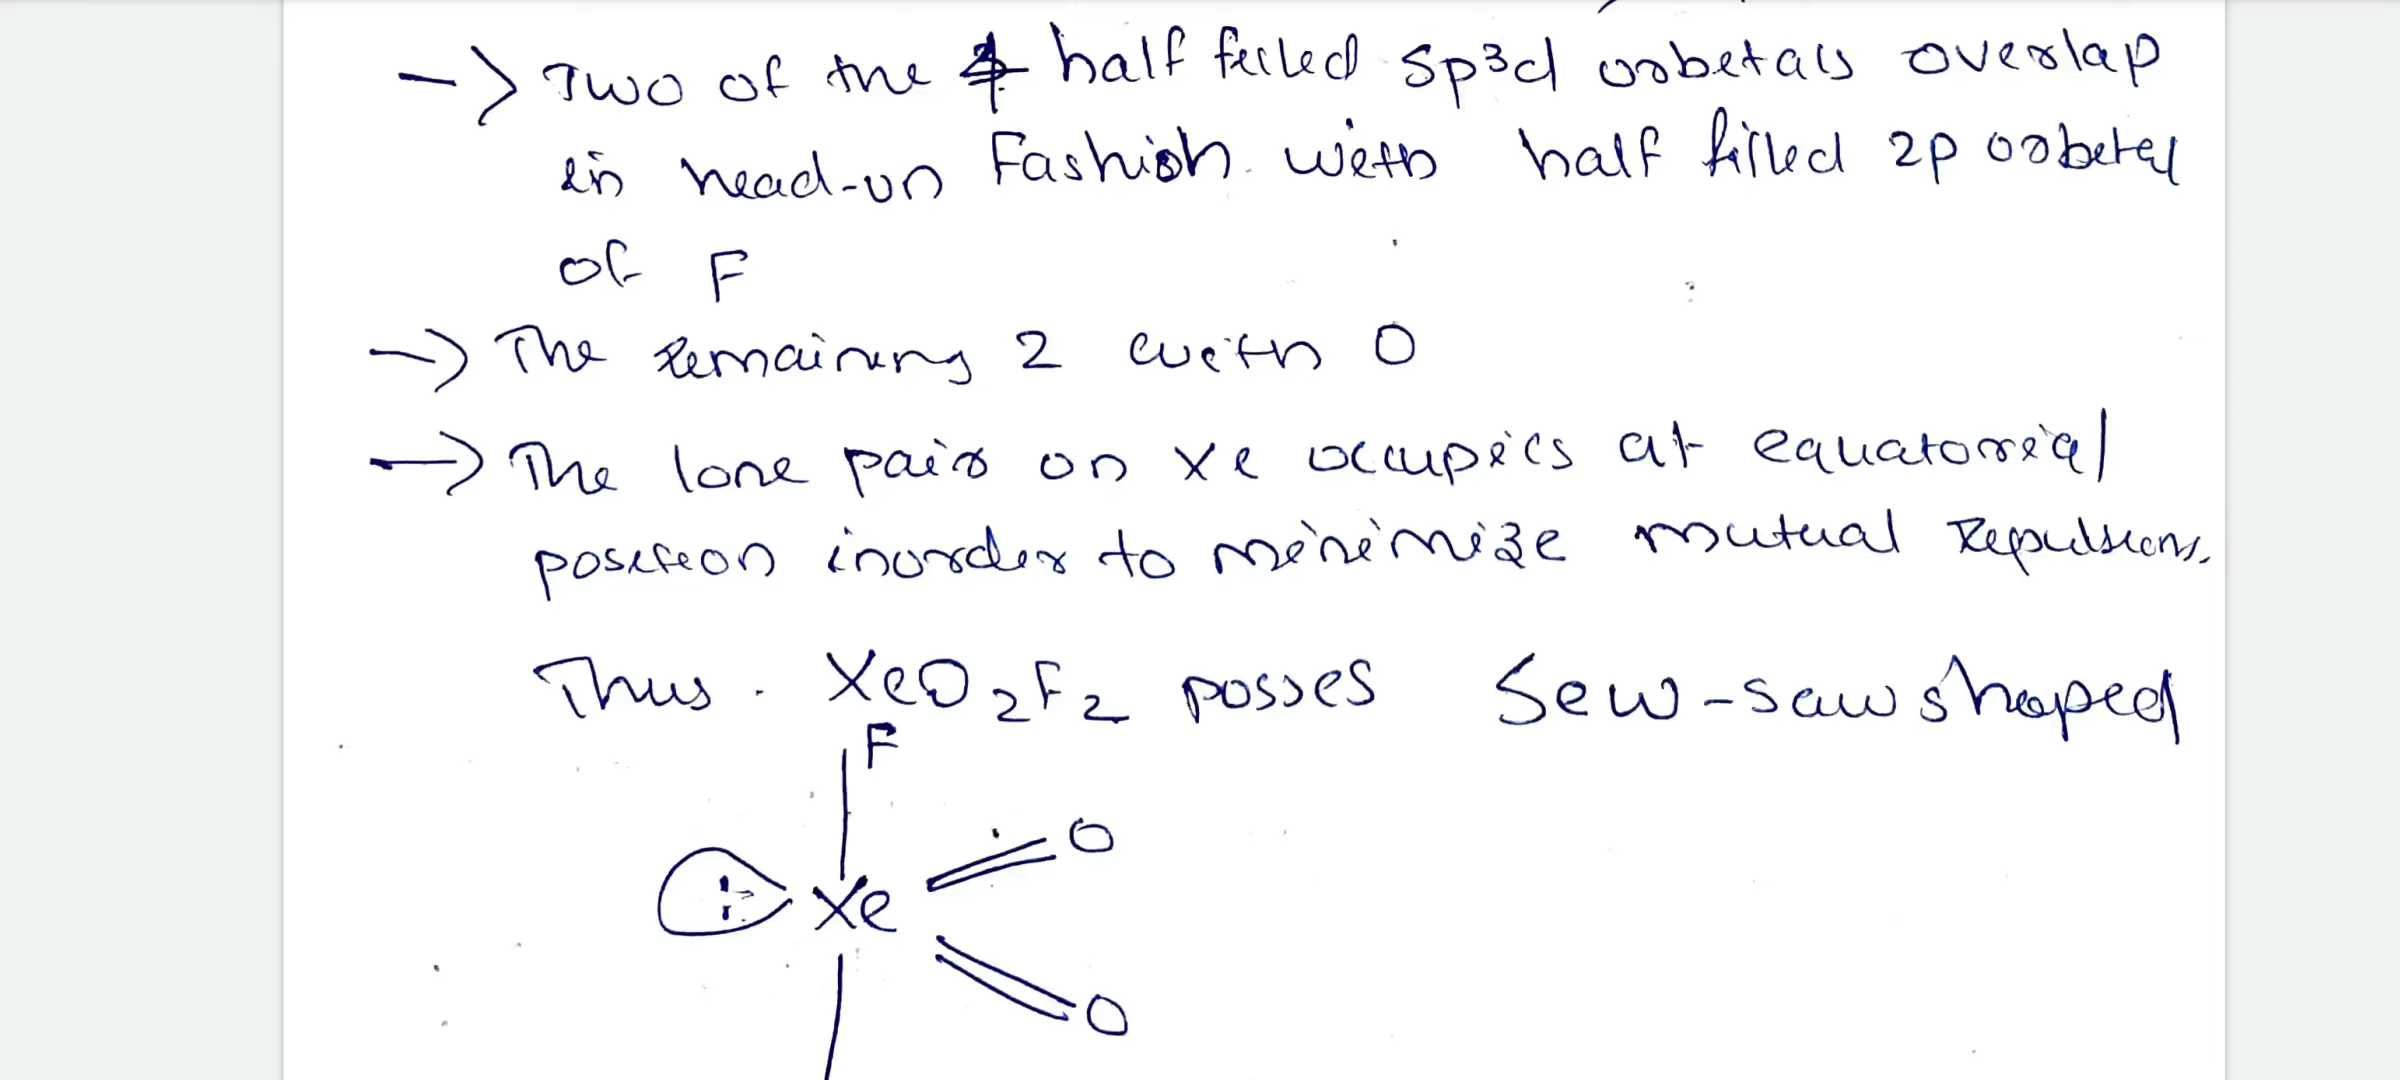 -> Two of the 4 half filled sp3d orbetals overlap
in head-on Fashion with half filled 2p orbetal
of F
-> The remaining 2 with O
-> The lone pair on Xe occupies at equatorial
position inorder to minimize mutual Repulsions.
Thus. XeO2F2 posses Sew-saw shaped
F
O
Xe
O